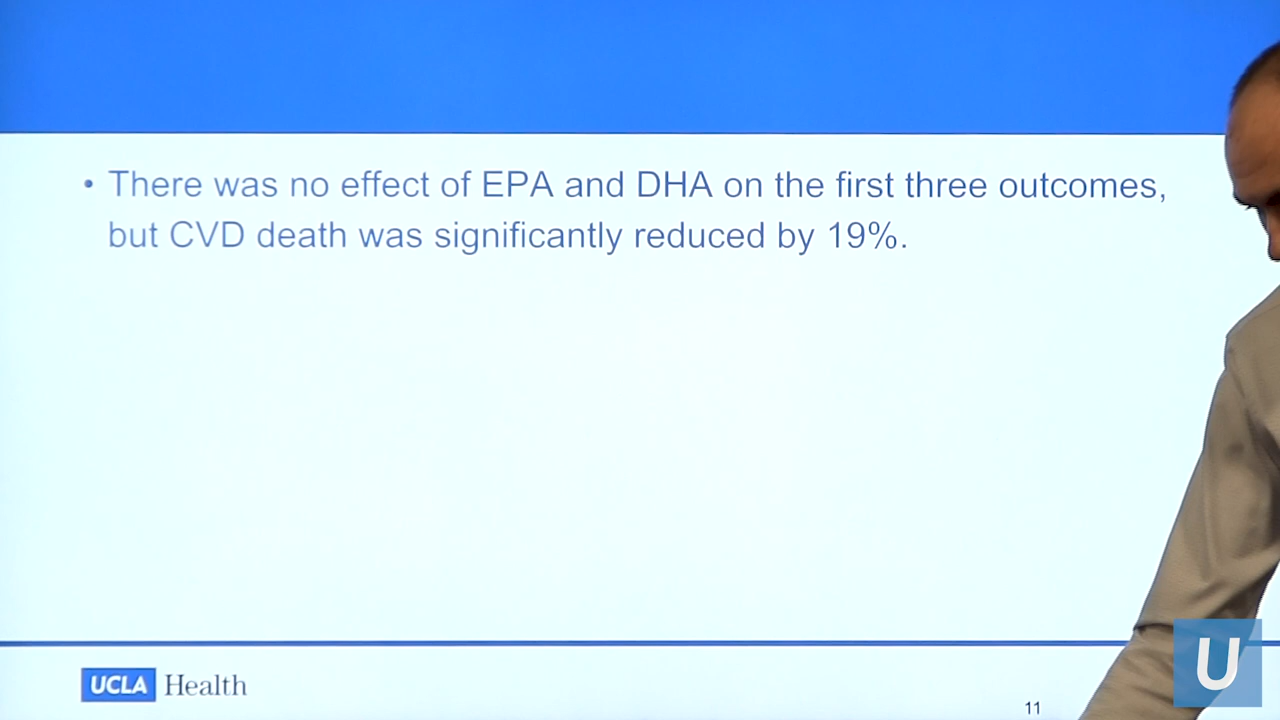 • There was no effect of EPA and DHA on the first three outcomes,
but CVD death was significantly reduced by 19%.
UCLA Health
11
U